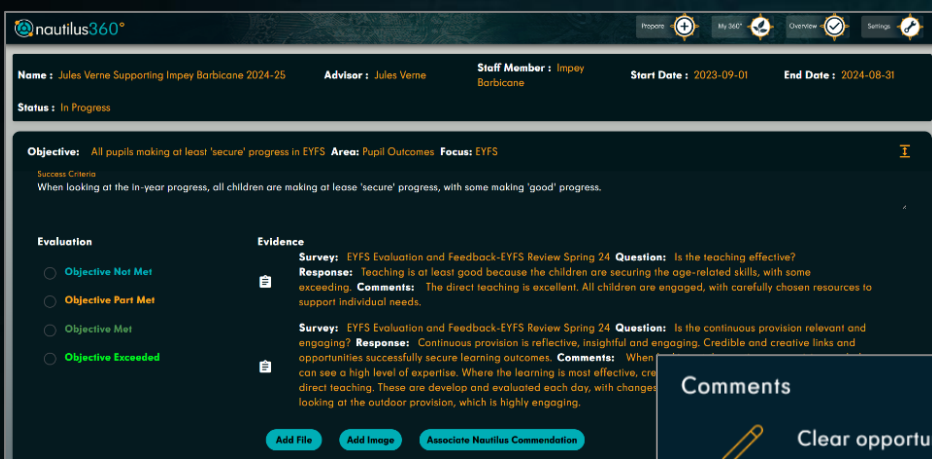 nautilus360°
Prepare My 360° Overview Settings
Name : Jules Verne Supporting Impey Barbicane 2024-25 Advisor : Jules Verne Staff Member : Impey Barbicane Start Date : 2023-09-01 End Date : 2024-08-31
Status : In Progress
Objective: All pupils making at least 'secure' progress in EYFS Area: Pupil Outcomes Focus: EYFS
Success Criteria
When looking at the in-year progress, all children are making at lease 'secure' progress, with some making 'good' progress.
Evaluation
Objective Not Met
Objective Part Met
Objective Met
Objective Exceeded
Evidence
Survey: EYFS Evaluation and Feedback-EYFS Review Spring 24 Question: Is the teaching effective?
Response: Teaching is at least good because the children are securing the age-related skills, with some
exceeding. Comments: The direct teaching is excellent. All children are engaged, with carefully chosen resources to
support individual needs.
Survey: EYFS Evaluation and Feedback-EYFS Review Spring 24 Question: Is the continuous provision relevant and
engaging? Response: Continuous provision is reflective, insightful and engaging. Credible and creative links and
opportunities successfully secure learning outcomes. Comments: When
can see a high level of expertise. Where the learning is most effective, cre
direct teaching. These are develop and evaluated each day, with changes
looking at the outdoor provision, which is highly engaging.
Add File Add Image Associate Nautilus Commendation
Comments
Clear opportu